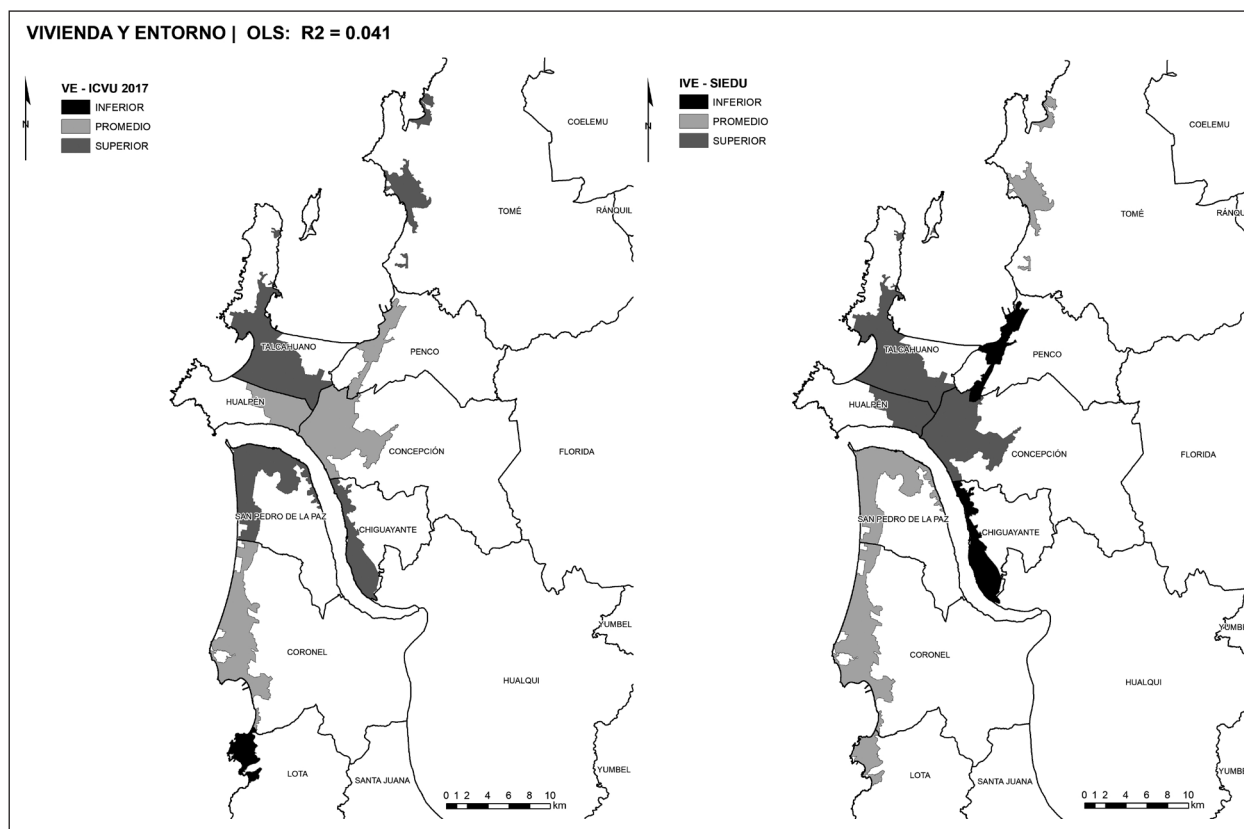 VIVIENDA Y ENTORNO | OLS: R2 = 0.041
VE - ICVU 2017
INFERIOR
PROMEDIO
SUPERIOR
N
COELEMU
TOMÉ
RÁNQUIL
TALCAHUANO
PENCO
HUALPÉN
CONCEPCIÓN
FLORIDA
SAN PEDRO DE LA PAZ
CHIGUAYANTE
YUMBEL
CORONEL
HUALQUI
LOTA
SANTA JUANA
YUMBEL
0 1 2 4 6 8 10
km
IVE - SIEDU
INFERIOR
PROMEDIO
SUPERIOR
N
COELEMU
TOMÉ
RÁNQU
TALCAHUANO
PENCO
HUALPÉN
CONCEPCIÓN
FLORIDA
SAN PEDRO DE LA PAZ
CHIGUAYANTE
YUMBE
CORONEL
HUALQUI
LOTA
SANTA JUANA
YUMBEL
0 1 2 4 6 8 10
km